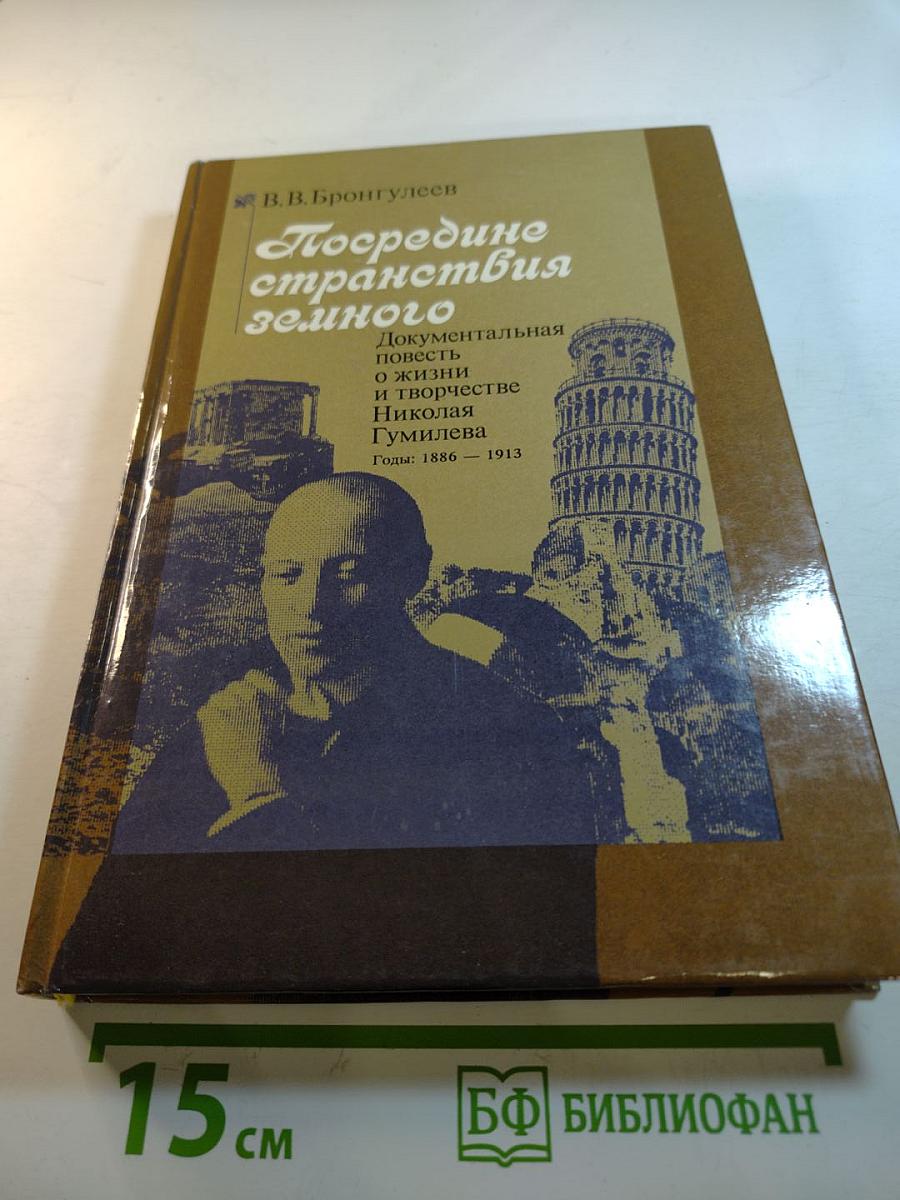 В. В. Бронгулеев
Посредине
странствия
земного
Документальная
повесть
о жизни
и творчестве
Николая
Гумилева
Годы: 1886 — 1913
15 см
БФ БИБЛИОФАН